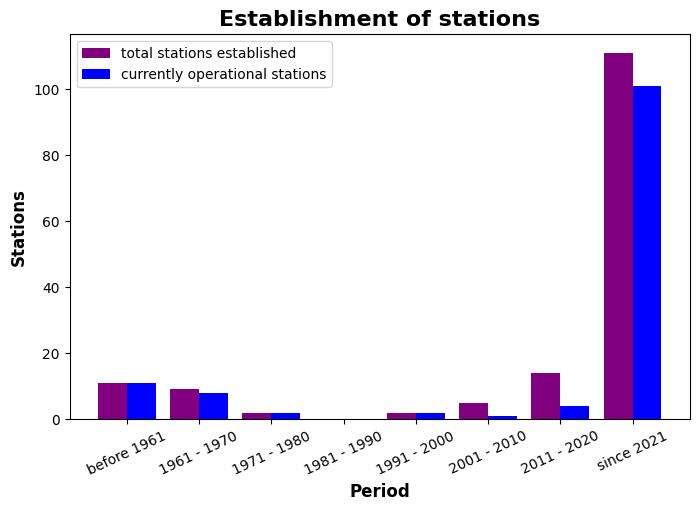 Establishment of stations
total stations established
currently operational stations
Stations
100
80
60
40
20
0
before 1961
1961 - 1970
1971 - 1980
1981 - 1990
1991 - 2000
2001 - 2010
2011 - 2020
since 2021
Period